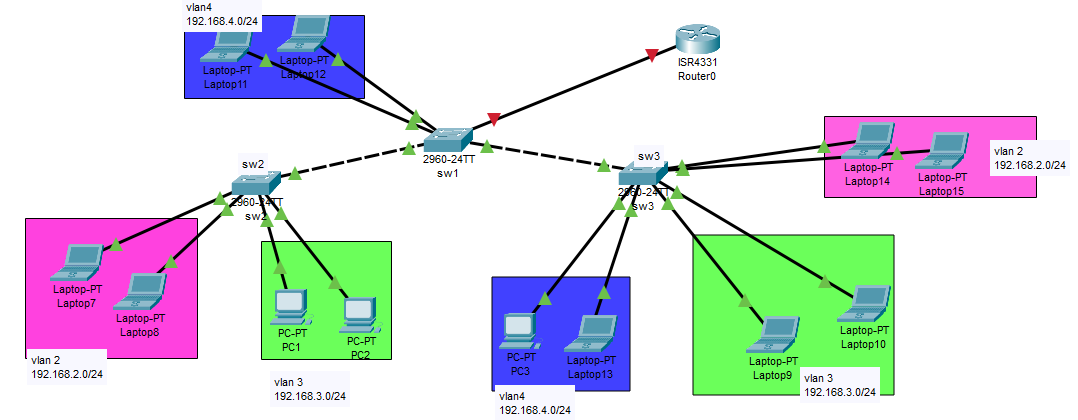 vlan4
192.168.4.0/24
Laptop-PT
Laptop11
Laptop-PT
Laptop12
ISR4331
Router0
2960-24TT
sw1
sw2
2960-24TT
sw2
sw3
2960-24TT
sw3
Laptop-PT
Laptop14
Laptop-PT
Laptop15
vlan 2
192.168.2.0/24
Laptop-PT
Laptop7
Laptop-PT
Laptop8
vlan 2
192.168.2.0/24
PC-PT
PC1
PC-PT
PC2
vlan 3
192.168.3.0/24
PC-PT
PC3
Laptop-PT
Laptop13
vlan4
192.168.4.0/24
Laptop-PT
Laptop10
Laptop-PT
Laptop9
vlan 3
192.168.3.0/24